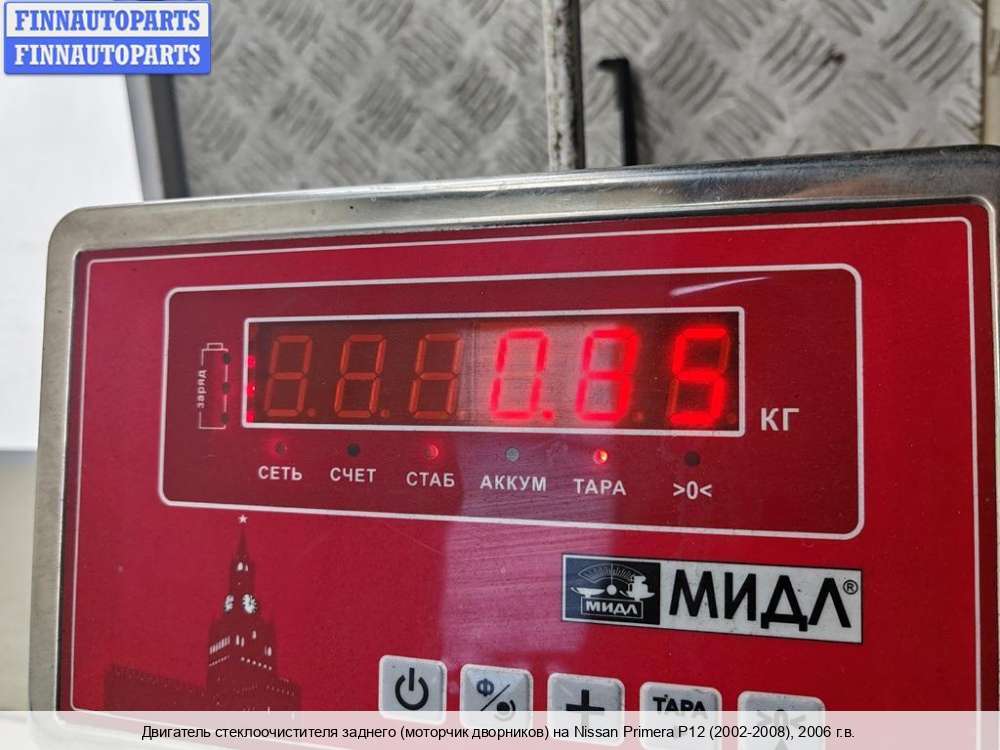 FINNAUTOPARTS
FINNAUTOPARTS
заряд
0.85
КГ
СЕТЬ СЧЕТ СТАБ АККУМ ТАРА >0<
МИДЛ МИДЛ®
Ф
ТАРА
>0<
Двигатель стеклоочистителя заднего (моторчик дворников) на Nissan Primera P12 (2002-2008), 2006 г.в.